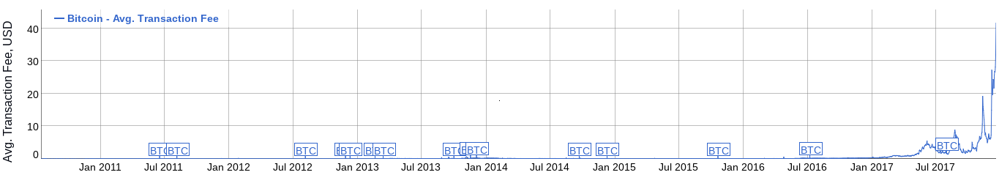 Bitcoin - Avg. Transaction Fee
Avg. Transaction Fee, USD
40
30
20
10
0
BTC BTC BTC BTC BTC BTC BTC BTC BTC BTC BTC BTC BTC
Jan 2011 Jul 2011 Jan 2012 Jul 2012 Jan 2013 Jul 2013 Jan 2014 Jul 2014 Jan 2015 Jul 2015 Jan 2016 Jul 2016 Jan 2017 Jul 2017